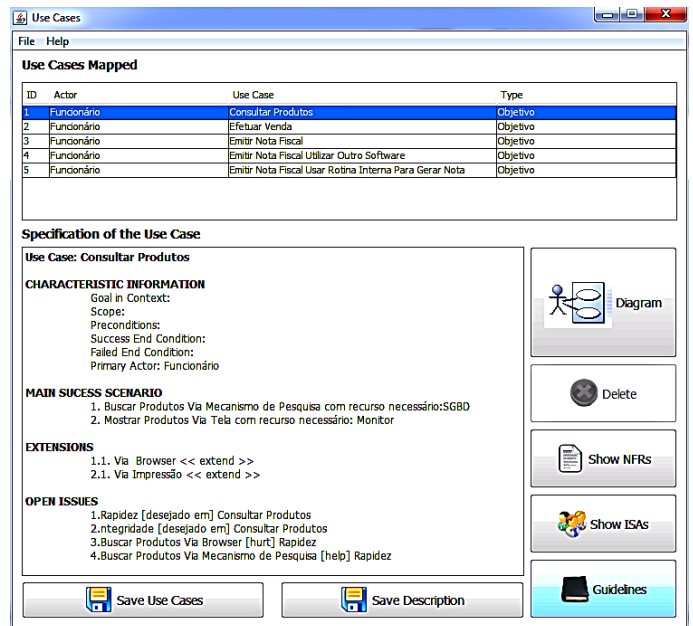 Use Cases
File Help
Use Cases Mapped
ID Actor Use Case Type
1 Funcionário Consultar Produtos Objetivo
2 Funcionário Efetuar Venda Objetivo
3 Funcionário Emitir Nota Fiscal Objetivo
4 Funcionário Emitir Nota Fiscal Utilizar Outro Software Objetivo
5 Funcionário Emitir Nota Fiscal Usar Rotina Interna Para Gerar Nota Objetivo
Specification of the Use Case
Use Case: Consultar Produtos
CHARACTERISTIC INFORMATION
Goal in Context:
Scope:
Preconditions:
Success End Condition:
Failed End Condition:
Primary Actor: Funcionário
MAIN SUCESS SCENARIO
1. Buscar Produtos Via Mecanismo de Pesquisa com recurso necessário:SGBD
2. Mostrar Produtos Via Tela com recurso necessário: Monitor
EXTENSIONS
1.1. Via Browser << extend >>
2.1. Via Impressão << extend >>
OPEN ISSUES
1.Rapidez [desejado em] Consultar Produtos
2.ntegridade [desejado em] Consultar Produtos
3.Buscar Produtos Via Browser [hurt] Rapidez
4.Buscar Produtos Via Mecanismo de Pesquisa [help] Rapidez
Diagram
Delete
Show NFRs
Show ISAs
Guidelines
Save Use Cases
Save Description